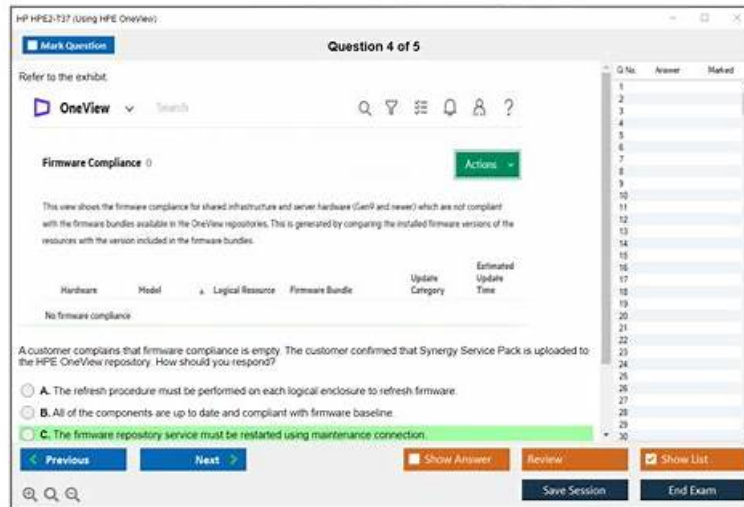 HP HPE2-T37 (Using HPE OneView)
Mark Question
Question 4 of 5
Refer to the exhibit.
OneView
Search
Firmware Compliance 0
Actions
This view shows the firmware compliance for shared infrastructure and server hardware (Gen9 and newer) which are not compliant
with the firmware bundles available in the OneView repositories. This is generated by comparing the installed firmware versions of the
resources with the version included in the firmware bundles.
Hardware Model Logical Resource Firmware Bundle Update Category Estimated Update Time
No firmware compliance
A customer complains that firmware compliance is empty. The customer confirmed that Synergy Service Pack is uploaded to
the HPE OneView repository. How should you respond?
A. The refresh procedure must be performed on each logical enclosure to refresh firmware.
B. All of the components are up to date and compliant with firmware baseline.
C. The firmware repository service must be restarted using maintenance connection.
Q No. Answer Marked
1
2
3
4
5
6
7
8
9
10
11
12
13
14
15
16
17
18
19
20
21
22
23
24
25
26
27
28
29
30
Previous Next Show Answer Review Show List
Save Session End Exam